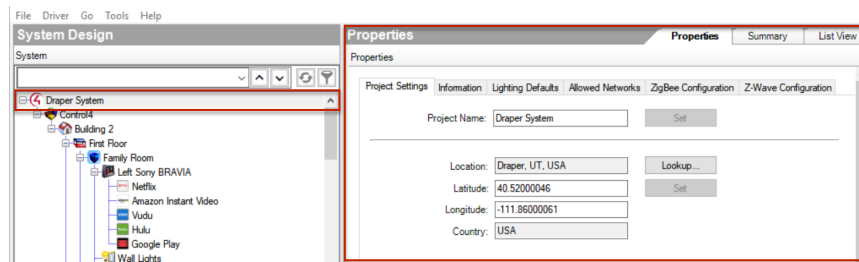 File Driver Go Tools Help
System Design
System
Draper System
Control4
Building 2
First Floor
Family Room
Left Sony BRAVIA
Netflix
Amazon Instant Video
Vudu
Hulu
Google Play
Wall Lights
Properties
Properties Summary List View
Properties
Project Settings Information Lighting Defaults Allowed Networks ZigBee Configuration Z-Wave Configuration
Project Name: Draper System Set
Location: Draper, UT, USA Lookup...
Latitude: 40.52000046 Set
Longitude: -111.86000061
Country: USA